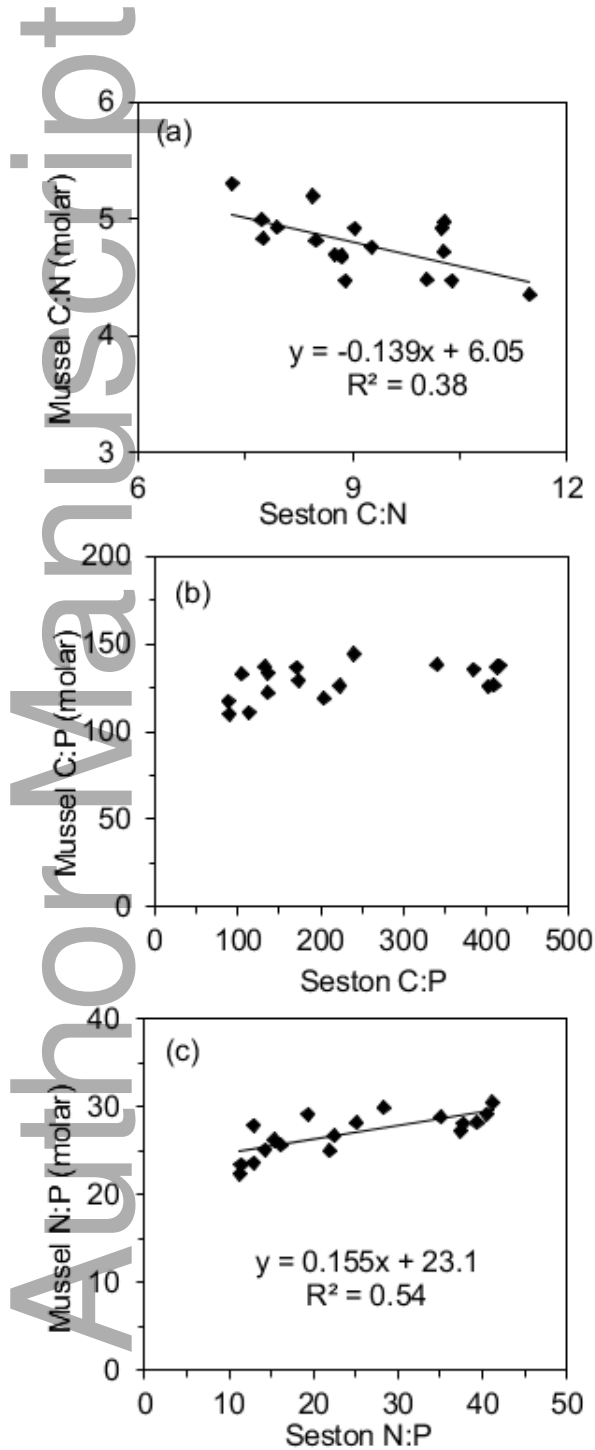 Author Manuscript
6
(a)
5
4
3
Mussel C:N (molar)
y = -0.139x + 6.05
R² = 0.38
6 9 12
Seston C:N
200
(b)
150
100
50
0
Mussel C:P (molar)
0 100 200 300 400 500
Seston C:P
40
(c)
30
20
10
0
Mussel N:P (molar)
y = 0.155x + 23.1
R² = 0.54
0 10 20 30 40 50
Seston N:P